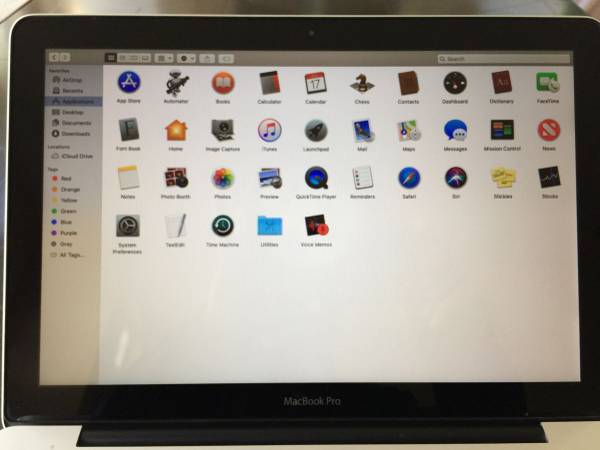 Search
Favorites
AirDrop
Recents
Applications
Desktop
Documents
Downloads
Locations
iCloud Drive
Tags
Red
Orange
Yellow
Green
Blue
Purple
Gray
All Tags...
App Store
Automator
Books
Calculator
17
Calendar
Chess
Contacts
Dashboard
Dictionary
FaceTime
Font Book
Home
Image Capture
iTunes
Launchpad
Mail
Maps
Messages
Mission Control
News
Notes
Photo Booth
Photos
Preview
QuickTime Player
Reminders
Safari
Siri
Stickies
Stocks
System
Preferences
TextEdit
Time Machine
Utilities
Voice Memos
MacBook Pro